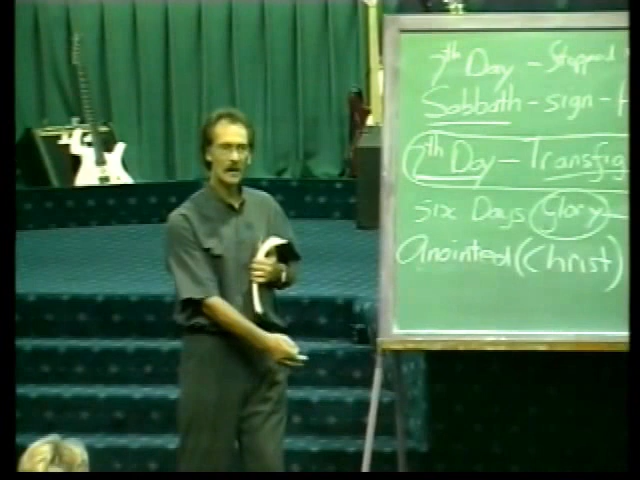 7th Day - Stopped
Sabbath - sign -
7th Day - Transfig
six Days Glory -
Anointed (Christ)